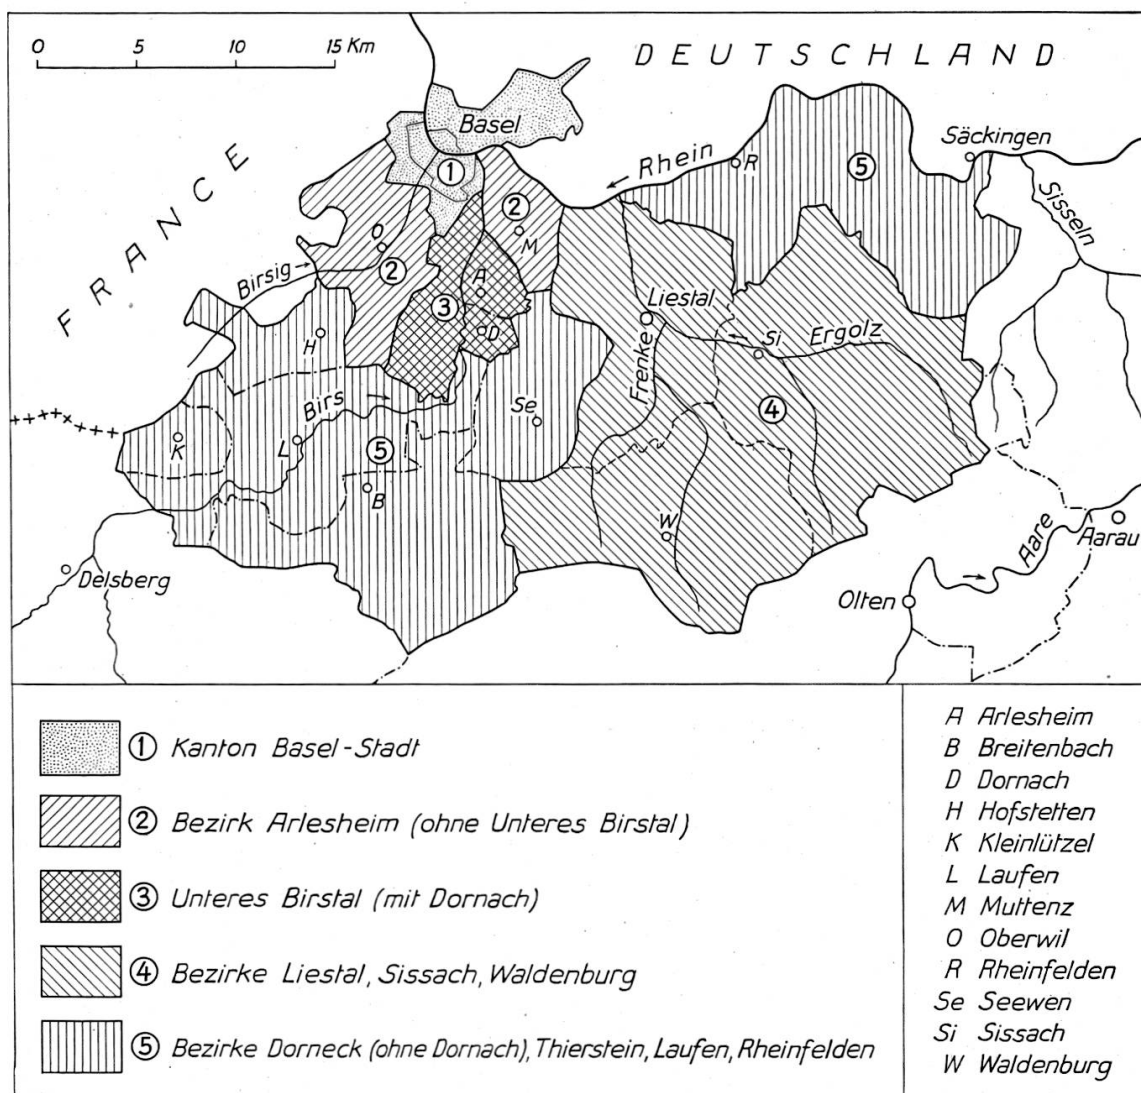 0 5 10 15 Km
DEUTSCHLAND
FRANCE
Basel
1
Rhein
R
5
Säckingen
Sisseln
2
M
O
2
Birsig
A
3
D
H
Liestal
Si
Ergolz
Frenke
Birs
Se
4
K
L
5
B
W
Delsberg
Aare
Aarau
Olten
1 Kanton Basel-Stadt
2 Bezirk Arlesheim (ohne Unteres Birstal)
3 Unteres Birstal (mit Dornach)
4 Bezirke Liestal, Sissach, Waldenburg
5 Bezirke Dorneck (ohne Dornach), Thierstein, Laufen, Rheinfelden
A Arlesheim
B Breitenbach
D Dornach
H Hofstetten
K Kleinlützel
L Laufen
M Muttenz
O Oberwil
R Rheinfelden
Se Seewen
Si Sissach
W Waldenburg